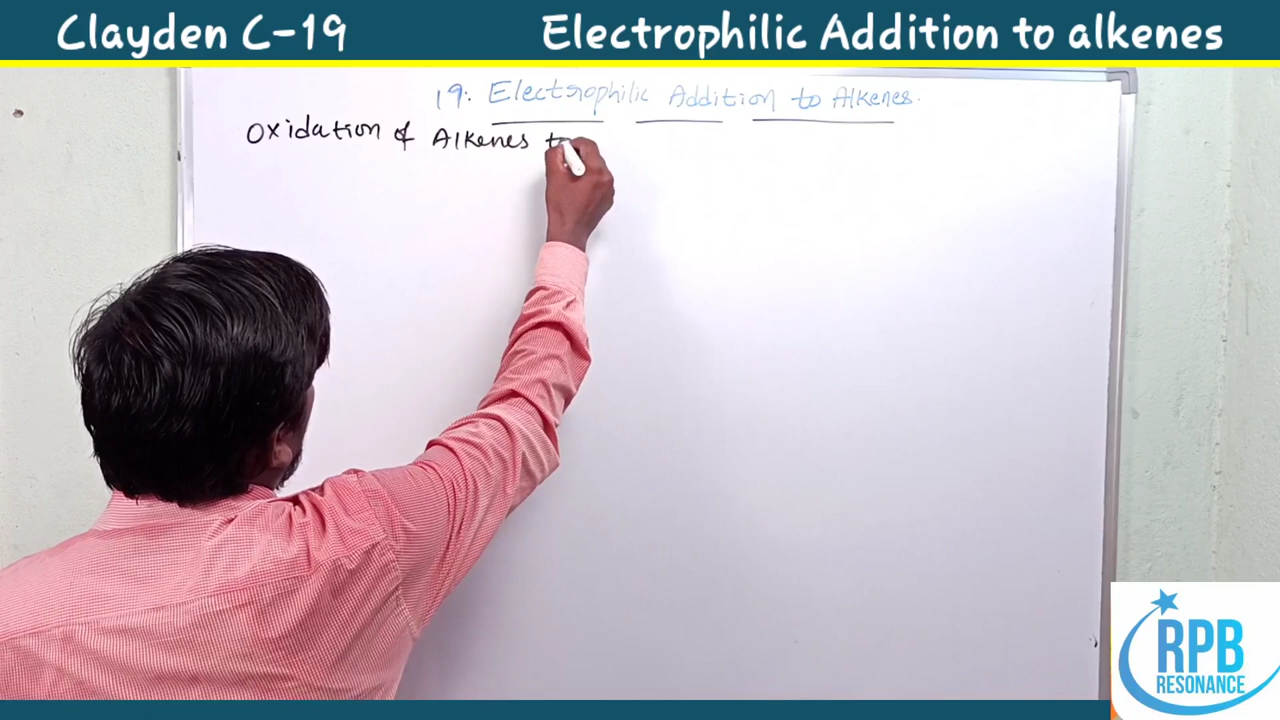 Clayden C-19
Electrophilic Addition to alkenes
19. Electrophilic Addition to Alkenes.
Oxidation of Alkenes
RPB
RESONANCE